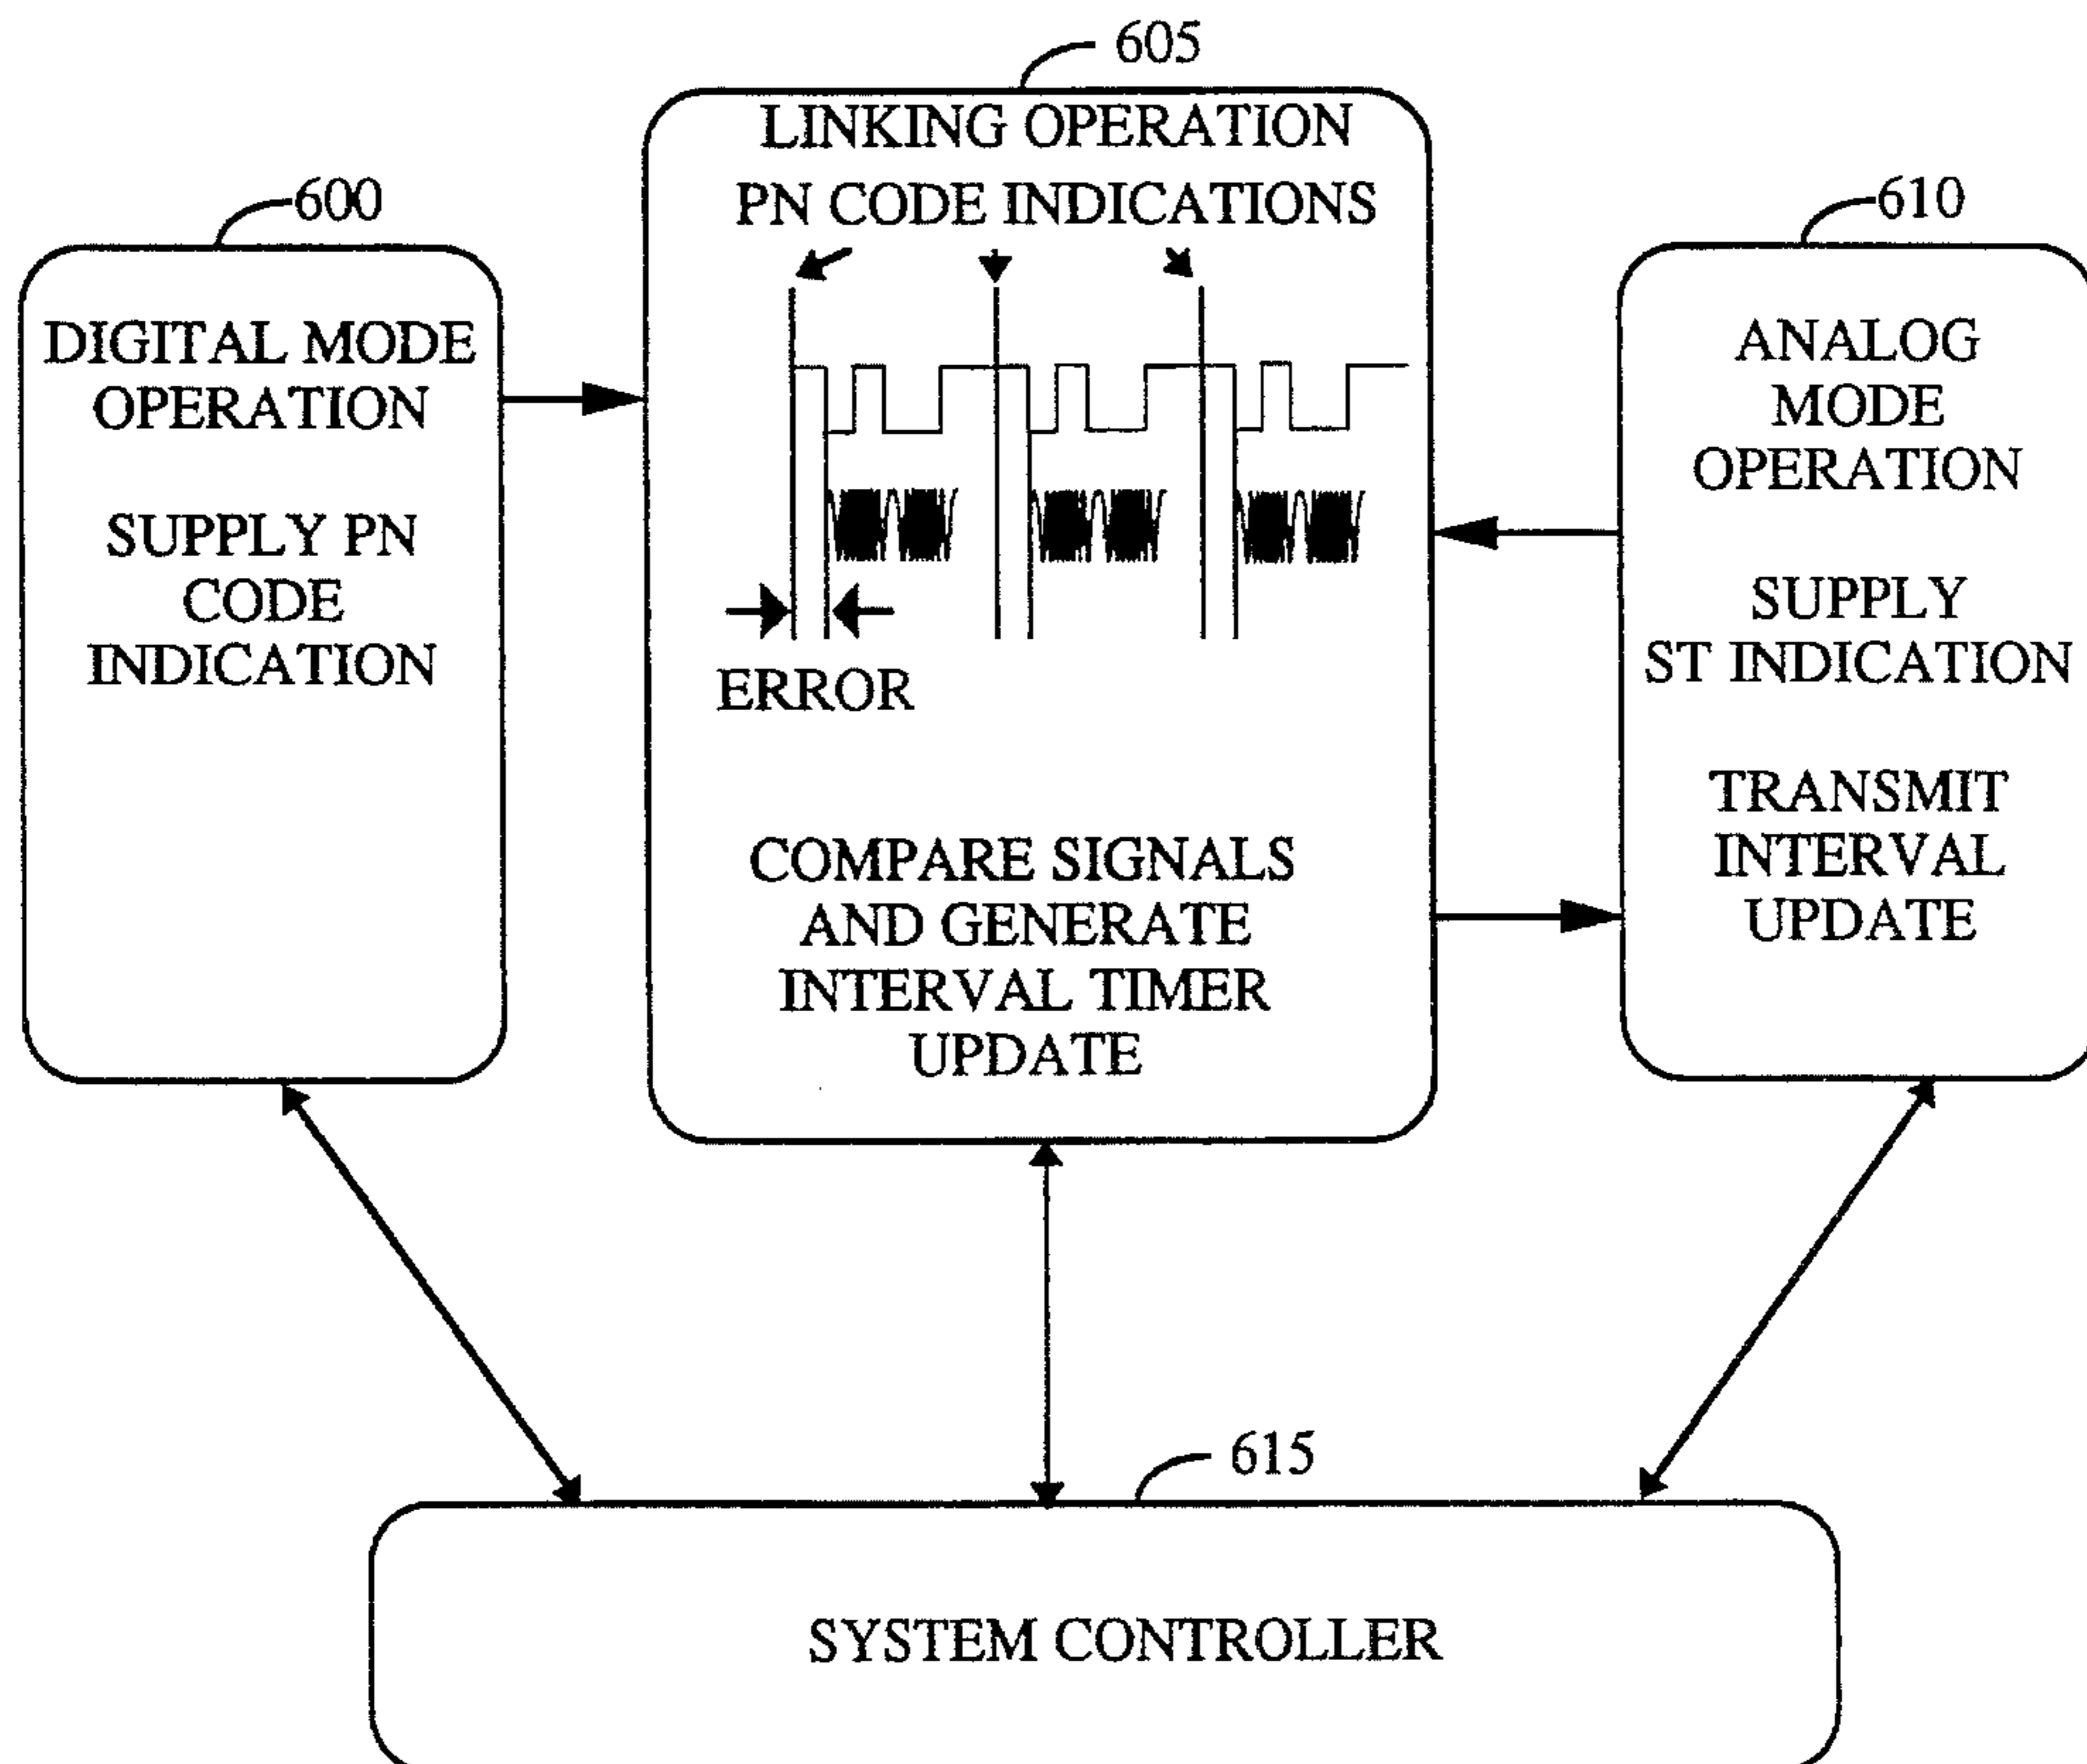 605
LINKING OPERATION
PN CODE INDICATIONS
ERROR
COMPARE SIGNALS
AND GENERATE
INTERVAL TIMER
UPDATE
600
DIGITAL MODE
OPERATION
SUPPLY PN
CODE
INDICATION
610
ANALOG
MODE
OPERATION
SUPPLY
ST INDICATION
TRANSMIT
INTERVAL
UPDATE
615
SYSTEM CONTROLLER